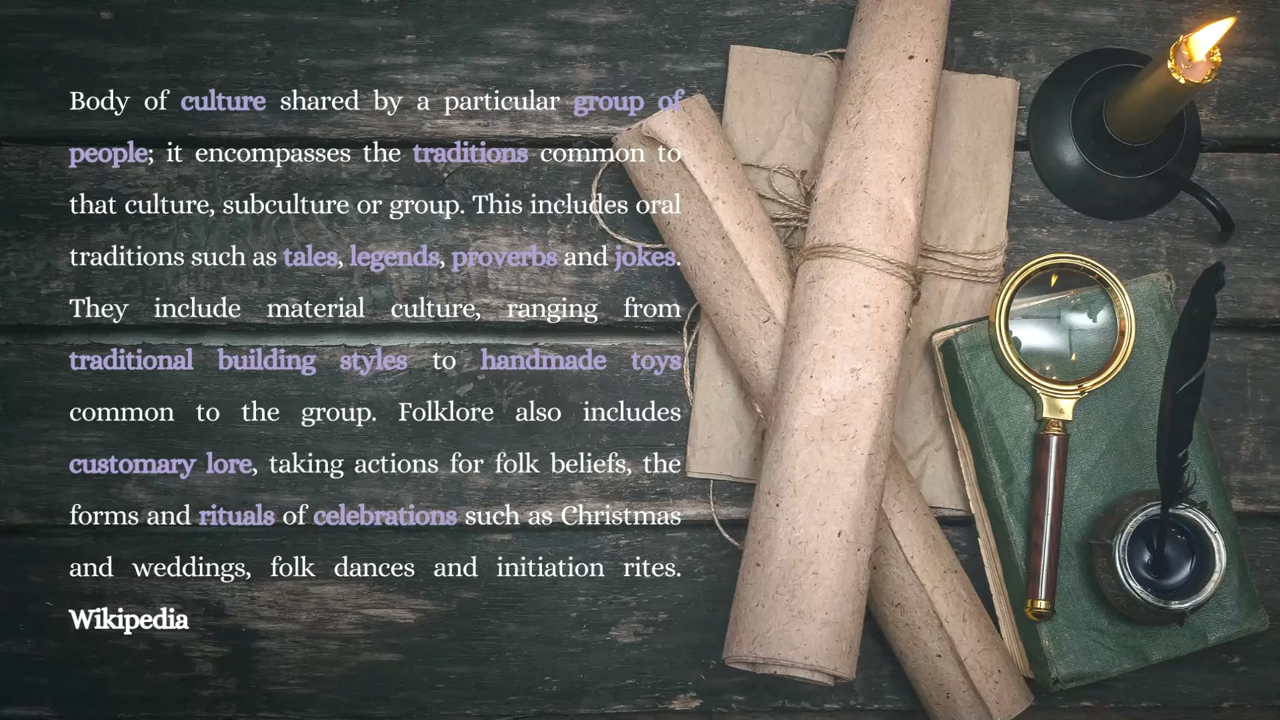 Body of culture shared by a particular group of
people; it encompasses the traditions common to
that culture, subculture or group. This includes oral
traditions such as tales, legends, proverbs and jokes.
They include material culture, ranging from
traditional building styles to handmade toys
common to the group. Folklore also includes
customary lore, taking actions for folk beliefs, the
forms and rituals of celebrations such as Christmas
and weddings, folk dances and initiation rites.
Wikipedia